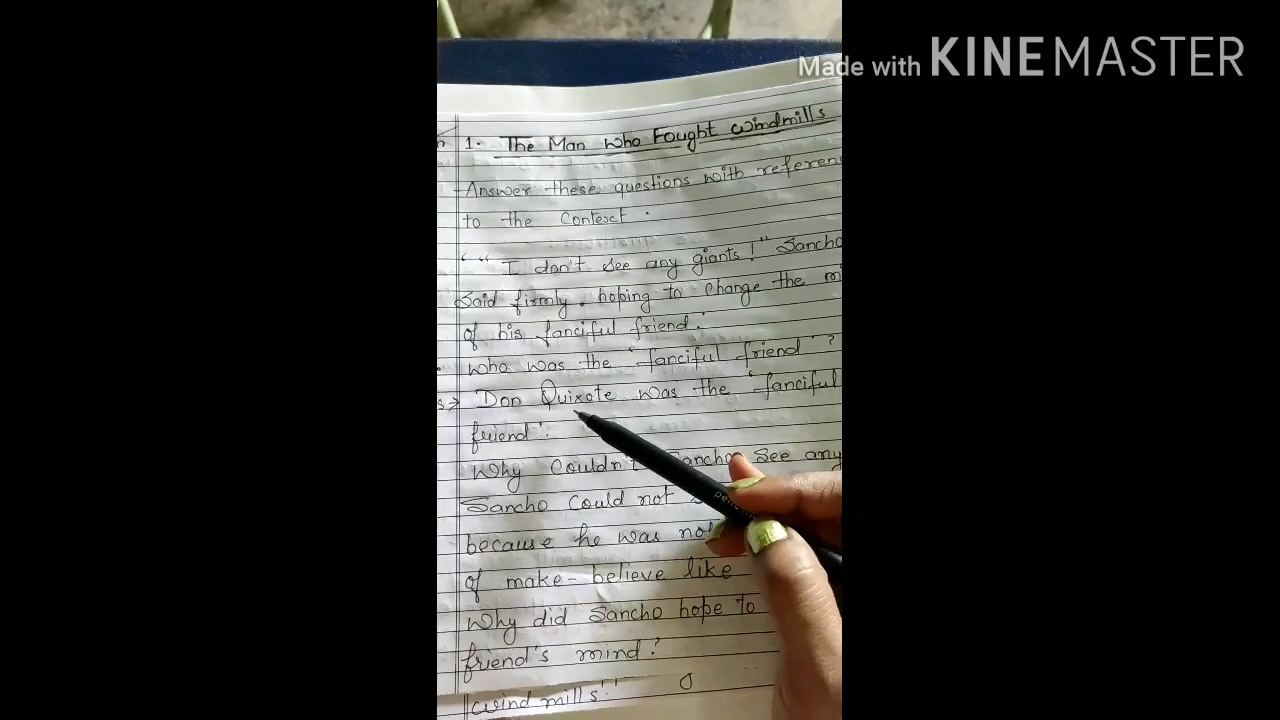 Made with KINEMASTER
1. The Man who Fought windmills
Answer these questions with
to the Context.
"I don't see any giants!" Sancho
Said firmly. hoping to change the
of his fanciful friend.'
who was the 'fanciful friend'?
Don Quixote was the 'fanciful
friend'.
Why Couldn't Sancho See any
Sancho could not
because he was not
of make-believe like
Why did Sancho hope to
friend's mind?
windmills!'